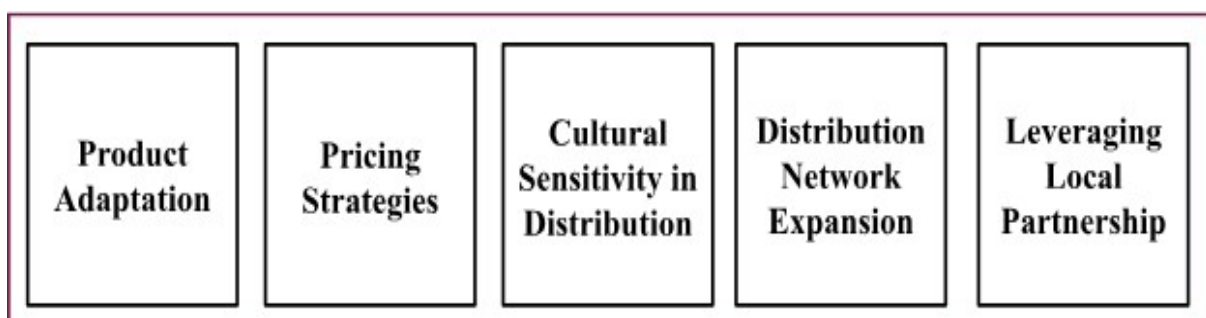 Product
Adaptation
Pricing
Strategies
Cultural
Sensitivity in
Distribution
Distribution
Network
Expansion
Leveraging
Local
Partnership